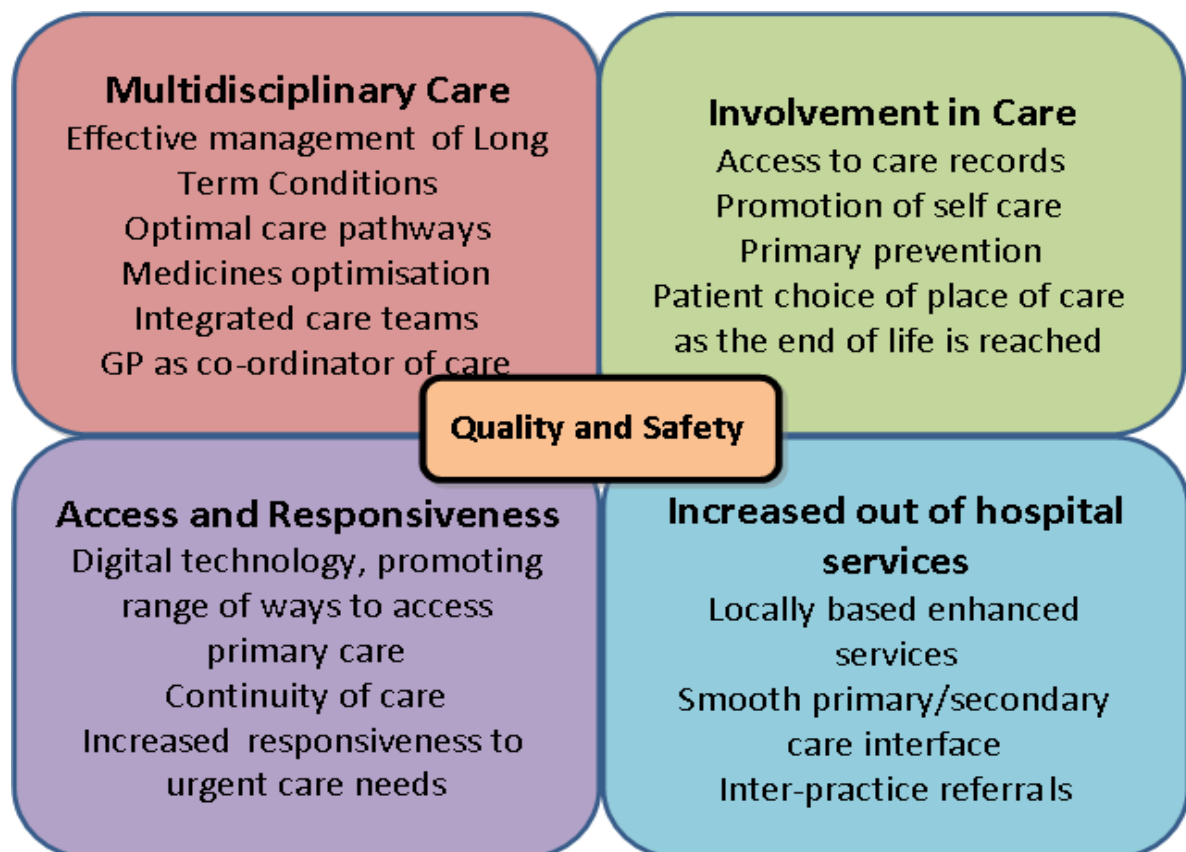 Multidisciplinary Care
Effective management of Long
Term Conditions
Optimal care pathways
Medicines optimisation
Integrated care teams
GP as co-ordinator of care
Involvement in Care
Access to care records
Promotion of self care
Primary prevention
Patient choice of place of care
as the end of life is reached
Quality and Safety
Access and Responsiveness
Digital technology, promoting
range of ways to access
primary care
Continuity of care
Increased responsiveness to
urgent care needs
Increased out of hospital
services
Locally based enhanced
services
Smooth primary/secondary
care interface
Inter-practice referrals